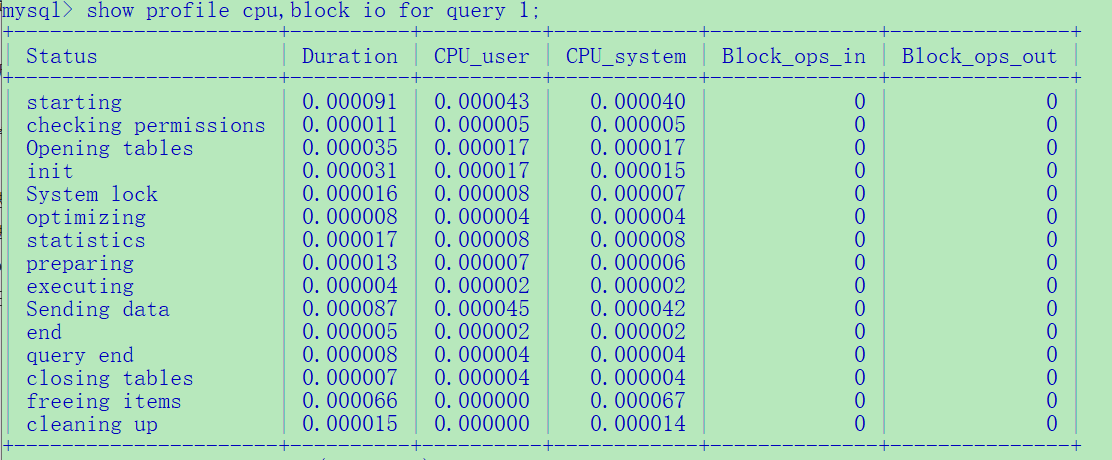 mysql> show profile cpu,block io for query 1;
+----------------------+----------+----------+------------+--------------+---------------+
| Status | Duration | CPU_user | CPU_system | Block_ops_in | Block_ops_out |
+----------------------+----------+----------+------------+--------------+---------------+
| starting | 0.000091 | 0.000043 | 0.000040 | 0 | 0 |
| checking permissions | 0.000011 | 0.000005 | 0.000005 | 0 | 0 |
| Opening tables | 0.000035 | 0.000017 | 0.000017 | 0 | 0 |
| init | 0.000031 | 0.000017 | 0.000015 | 0 | 0 |
| System lock | 0.000016 | 0.000008 | 0.000007 | 0 | 0 |
| optimizing | 0.000008 | 0.000004 | 0.000004 | 0 | 0 |
| statistics | 0.000017 | 0.000008 | 0.000008 | 0 | 0 |
| preparing | 0.000013 | 0.000007 | 0.000006 | 0 | 0 |
| executing | 0.000004 | 0.000002 | 0.000002 | 0 | 0 |
| Sending data | 0.000087 | 0.000045 | 0.000042 | 0 | 0 |
| end | 0.000005 | 0.000002 | 0.000002 | 0 | 0 |
| query end | 0.000008 | 0.000004 | 0.000004 | 0 | 0 |
| closing tables | 0.000007 | 0.000004 | 0.000004 | 0 | 0 |
| freeing items | 0.000066 | 0.000000 | 0.000067 | 0 | 0 |
| cleaning up | 0.000015 | 0.000000 | 0.000014 | 0 | 0 |
+----------------------+----------+----------+------------+--------------+---------------+